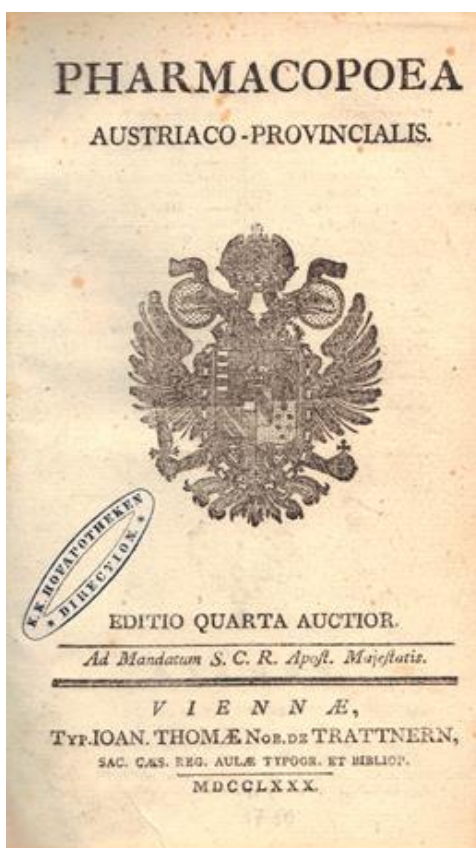 PHARMACOPOEA
AUSTRIACO-PROVINCIALIS.
K.K. HOFAPOTHEKEN
* DIRECTION. *
EDITIO QUARTA AUCTIOR.
Ad Mandatum S. C. R. Apoſt. Majeſtatis.
VIENNÆ,
TYP. IOAN. THOMÆ NOB. DE TRATTNERN,
SAC. CÆS. REG. AULÆ TYPOGR. ET BIBLIOP.
MDCCLXXX.